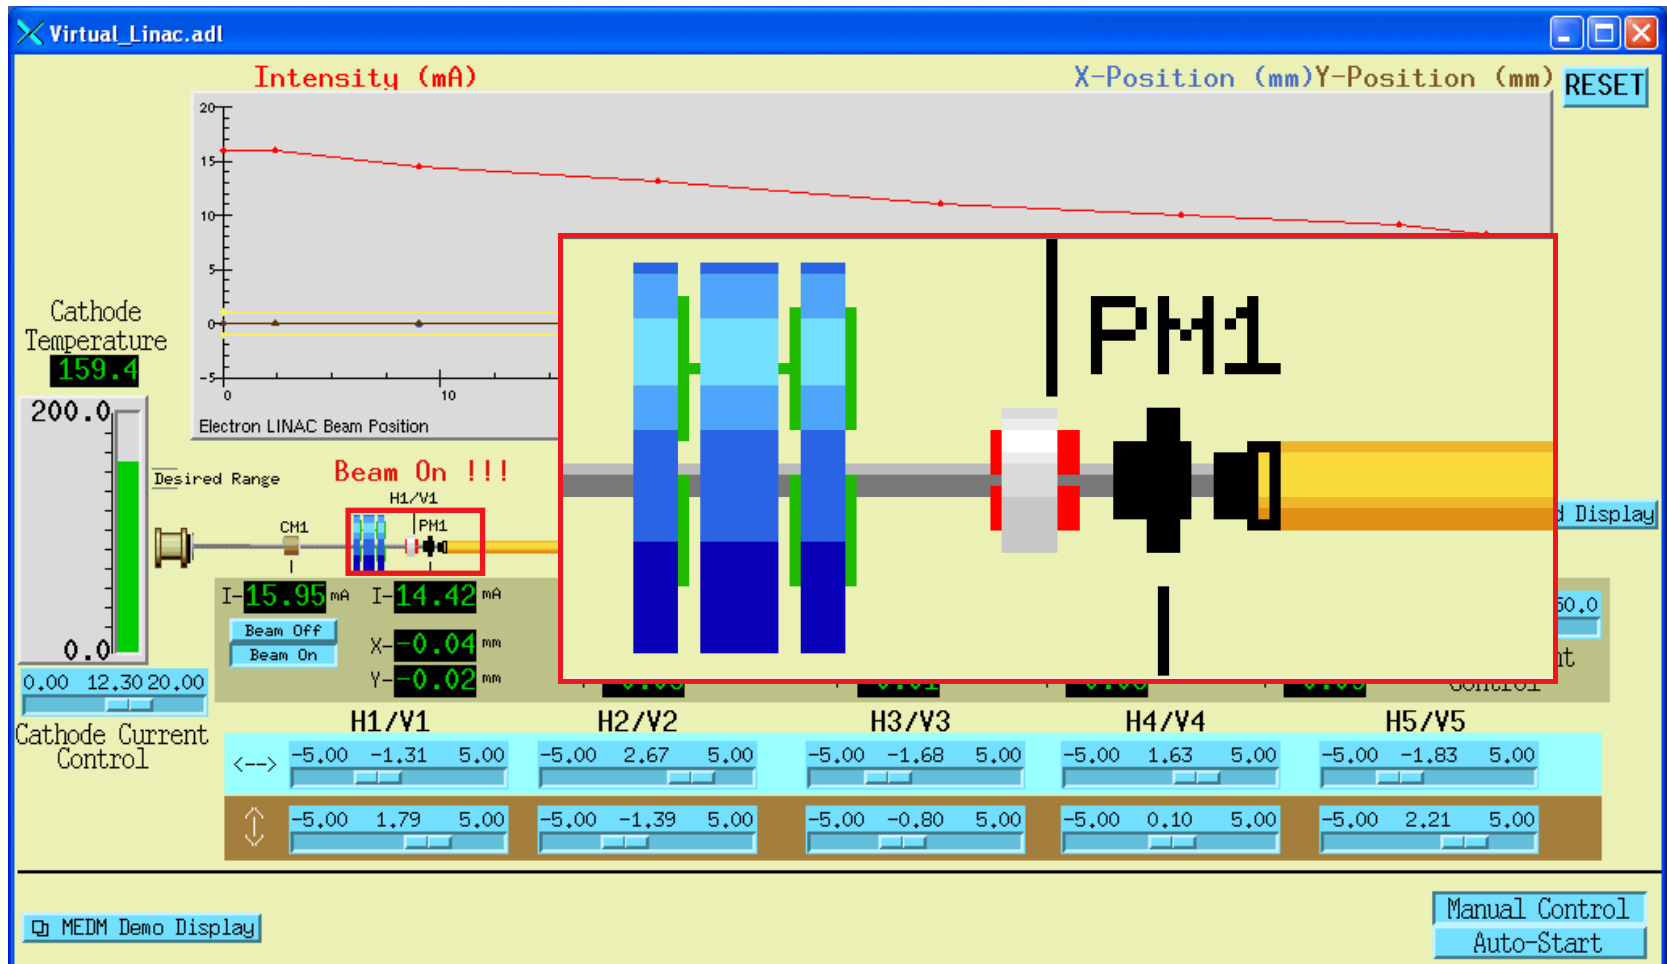 Virtual_Linac.adl
Intensity (mA)
X-Position (mm)Y-Position (mm)
RESET
20
15
10
5
0
-5
0
10
Electron LINAC Beam Position
Cathode
Temperature
159.4
200.0
0.0
Desired Range
Beam On !!!
H1/V1
CM1
PM1
PM1
d Display
I-15.95 mA
I-14.42 mA
50.0
Beam Off
Beam On
X--0.04 mm
Y--0.02 mm
nt
Control
0.00 12.30 20.00
Cathode Current
Control
H1/V1 H2/V2 H3/V3 H4/V4 H5/V5
<-->
-5.00 -1.31 5.00
-5.00 2.67 5.00
-5.00 -1.68 5.00
-5.00 1.63 5.00
-5.00 -1.83 5.00
-5.00 1.79 5.00
-5.00 -1.39 5.00
-5.00 -0.80 5.00
-5.00 0.10 5.00
-5.00 2.21 5.00
MEDM Demo Display
Manual Control
Auto-Start